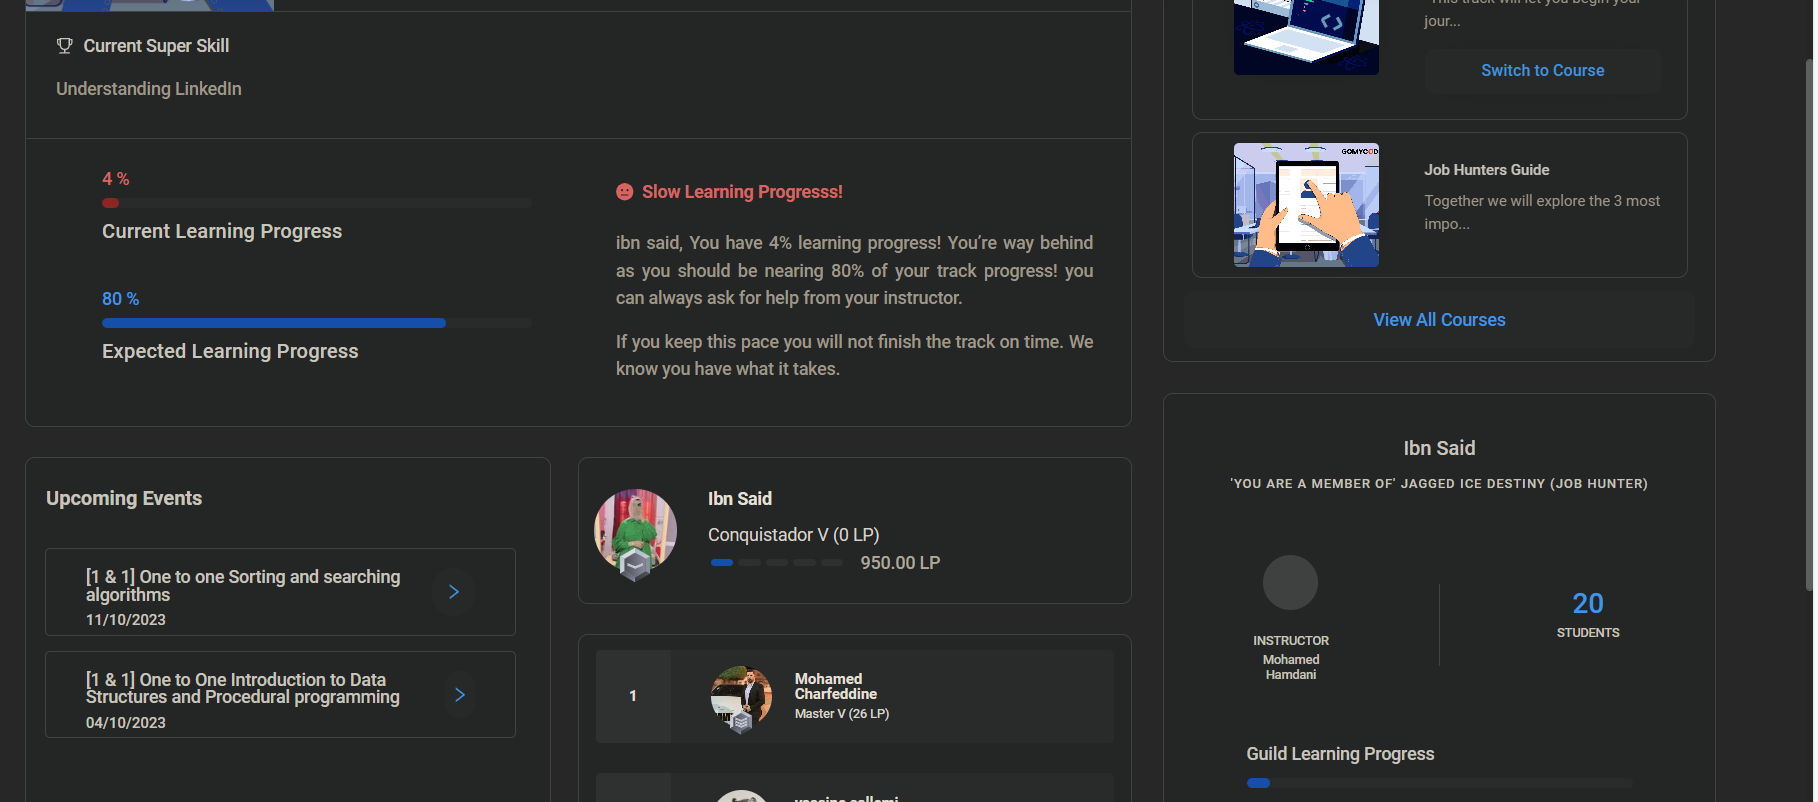 Current Super Skill
Understanding LinkedIn
4 %
Current Learning Progress
80 %
Expected Learning Progress
Slow Learning Progresss!
ibn said, You have 4% learning progress! You’re way behind
as you should be nearing 80% of your track progress! you
can always ask for help from your instructor.
If you keep this pace you will not finish the track on time. We
know you have what it takes.
Upcoming Events
[1 & 1] One to one Sorting and searching
algorithms
11/10/2023
[1 & 1] One to One Introduction to Data
Structures and Procedural programming
04/10/2023
Ibn Said
Conquistador V (0 LP)
950.00 LP
1
Mohamed
Charfeddine
Master V (26 LP)
This track will let you begin your
jour...
Switch to Course
GOMYCOD
Job Hunters Guide
Together we will explore the 3 most
impo...
View All Courses
Ibn Said
'YOU ARE A MEMBER OF' JAGGED ICE DESTINY (JOB HUNTER)
INSTRUCTOR
Mohamed
Hamdani
20
STUDENTS
Guild Learning Progress